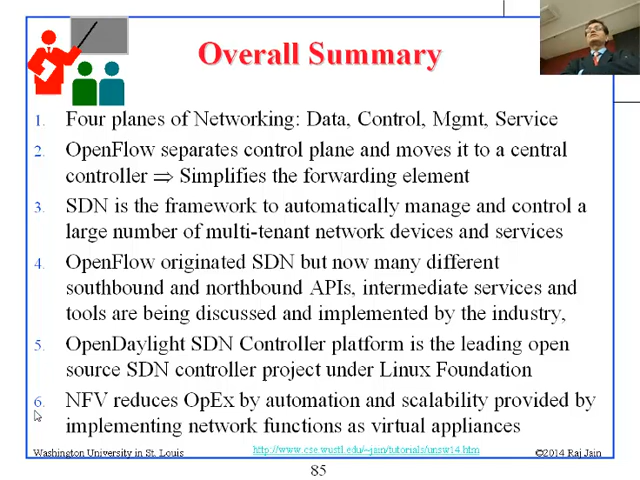 Overall Summary
1. Four planes of Networking: Data, Control, Mgmt, Service
2. OpenFlow separates control plane and moves it to a central
controller ⇒ Simplifies the forwarding element
3. SDN is the framework to automatically manage and control a
large number of multi-tenant network devices and services
4. OpenFlow originated SDN but now many different
southbound and northbound APIs, intermediate services and
tools are being discussed and implemented by the industry,
5. OpenDaylight SDN Controller platform is the leading open
source SDN controller project under Linux Foundation
6. NFV reduces OpEx by automation and scalability provided by
implementing network functions as virtual appliances
Washington University in St. Louis http://www.cse.wustl.edu/~jain/tutorials/unsw14.htm ©2014 Raj Jain
85